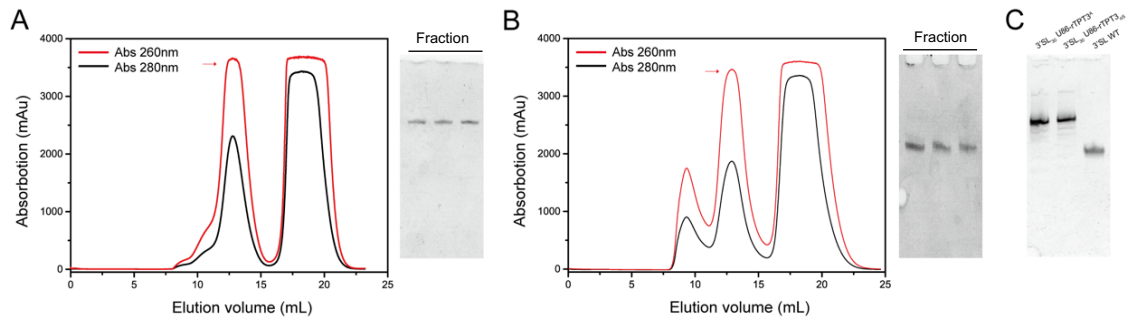 A
Absorbtion (mAu)
4000
3000
2000
1000
0
Abs 260nm
Abs 280nm
0
5
10
15
20
25
Elution volume (mL)
Fraction
B
Absorbtion (mAu)
4000
3000
2000
1000
0
Abs 260nm
Abs 280nm
0
5
10
15
20
25
Elution volume (mL)
Fraction
C
3'SL WT